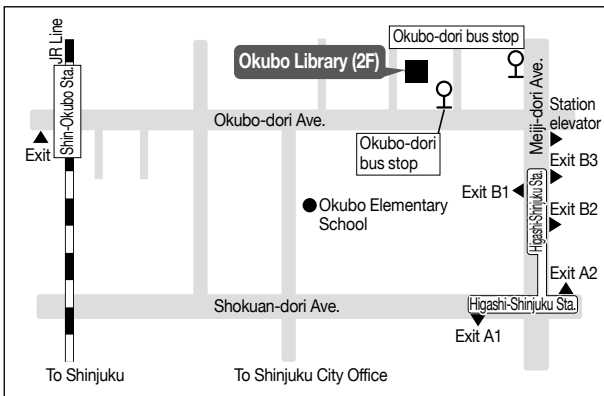 Okubo-dori bus stop
JR Line
Okubo Library (2F)
Shin-Okubo Sta.
Meiji-dori Ave.
Station
elevator
Okubo-dori Ave.
Exit
Okubo-dori
bus stop
Exit B3
Exit B1
Higashi-Shinjuku Sta.
Okubo Elementary
School
Exit B2
Exit A2
Shokuan-dori Ave.
Higashi-Shinjuku Sta.
Exit A1
To Shinjuku
To Shinjuku City Office